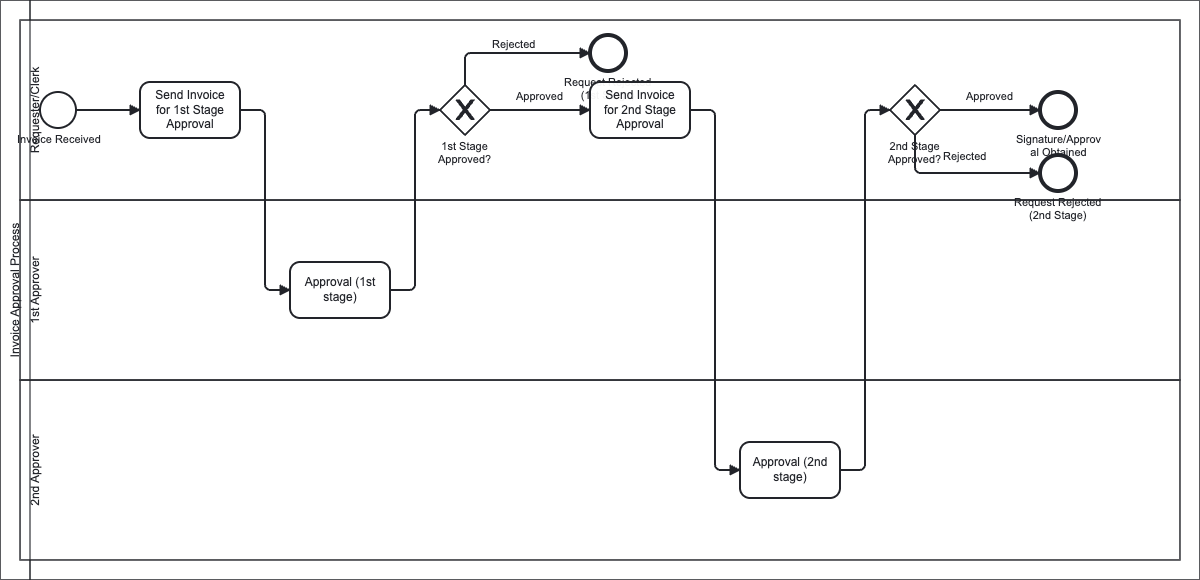 Invoice Approval Process
Requester/Clerk
Invoice Received
Send Invoice
for 1st Stage
Approval
Rejected
Request Rejected
(1
Approved
1st Stage
Approved?
Send Invoice
for 2nd Stage
Approval
2nd Stage
Approved?
Approved
Signature/Approv
al Obtained
Rejected
Request Rejected
(2nd Stage)
1st Approver
Approval (1st
stage)
2nd Approver
Approval (2nd
stage)